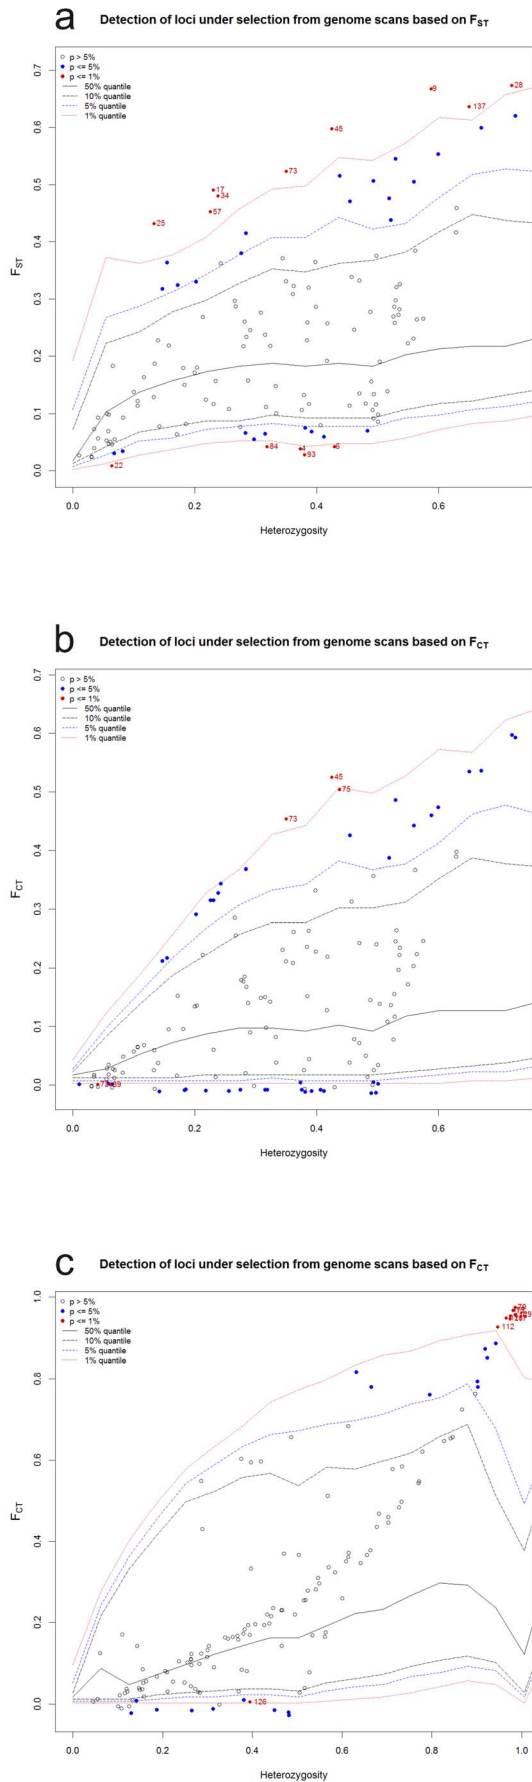 a
Detection of loci under selection from genome scans based on FST
p > 5%
p <= 5%
p <= 1%
50% quantile
10% quantile
5% quantile
1% quantile
0.7
0.6
0.5
0.4
0.3
0.2
0.1
0.0
FST
28
9
137
45
73
17
34
57
25
84
4
6
93
22
0.0 0.2 0.4 0.6
Heterozygosity
b
Detection of loci under selection from genome scans based on FCT
p > 5%
p <= 5%
p <= 1%
50% quantile
10% quantile
5% quantile
1% quantile
0.7
0.6
0.5
0.4
0.3
0.2
0.1
0.0
FCT
45
75
73
0.0 0.2 0.4 0.6
Heterozygosity
c
Detection of loci under selection from genome scans based on FCT
p > 5%
p <= 5%
p <= 1%
50% quantile
10% quantile
5% quantile
1% quantile
1.0
0.8
0.6
0.4
0.2
0.0
FCT
112
126
0.0 0.2 0.4 0.6 0.8 1.0
Heterozygosity